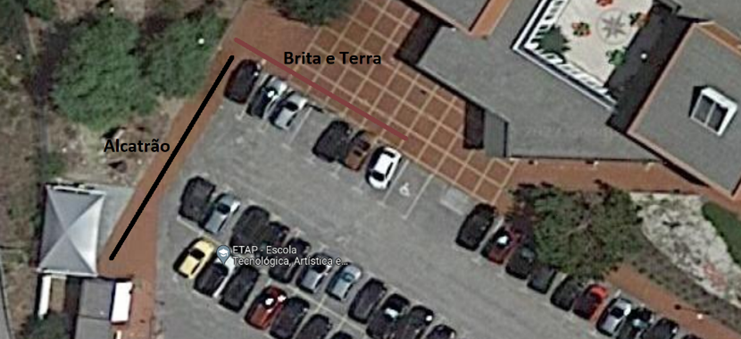 Brita e Terra
Alcatrão
ETAP - Escola
Tecnológica, Artística e...